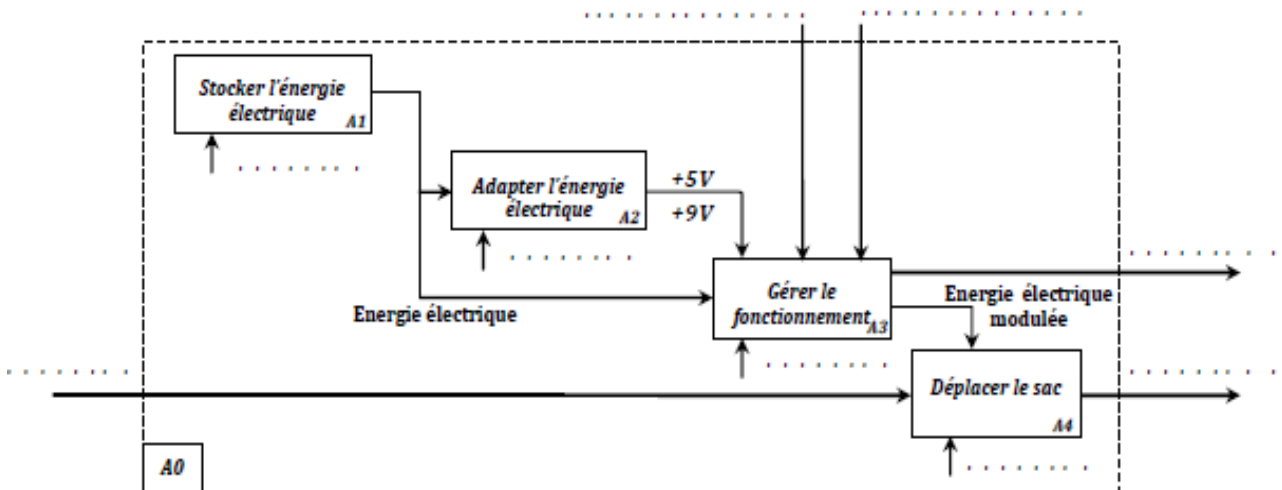 Stocker l'énergie
électrique
A1
Adapter l'énergie
électrique
A2
+5V
+9V
Gérer le
fonctionnement
A3
Energie électrique
Energie électrique
modulée
Déplacer le sac
A4
A0